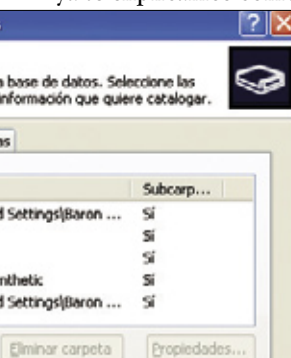 a base de datos. Seleccione las
información que quiere catalogar.
as
Subcarp...
d Settings\Baron ... Sí
Sí
Sí
nthetic Sí
d Settings\Baron ... Sí
Eliminar carpeta Propiedades...